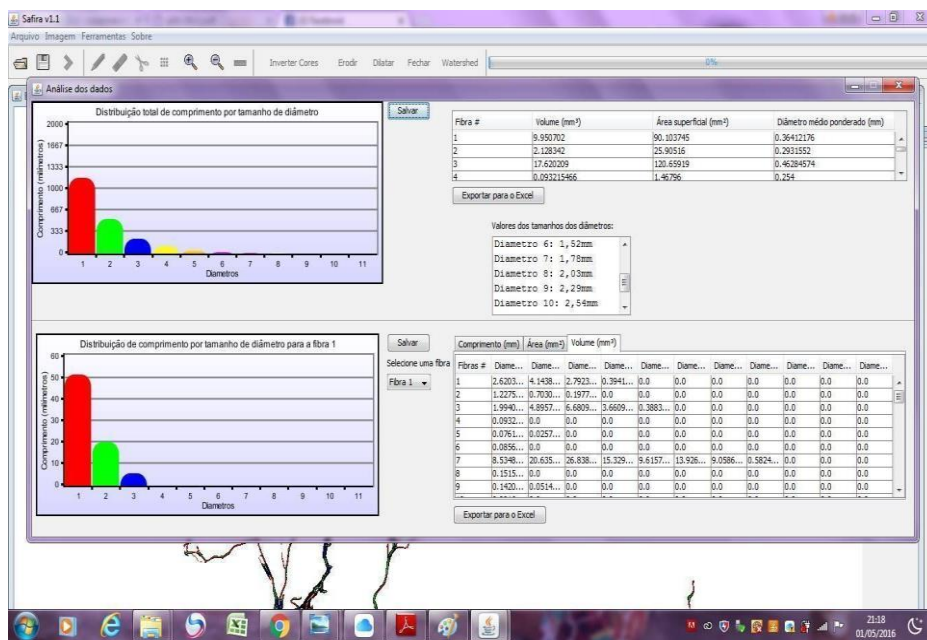 Safira v1.1
Arquivo Imagem Ferramentas Sobre
Inverter Cores Erodir Dilatar Fechar Watershed 0%
Análise dos dados
Distribuição total de comprimento por tamanho de diâmetro
Salvar
Comprimento (milímetros)
2000
1667
1333
1000
667
333
0
1 2 3 4 5 6 7 8 9 10 11
Diametros
Fibra # Volume (mm³) Área superficial (mm²) Diâmetro médio ponderado (mm)
1 9.950702 90.103745 0.36412176
2 2.128342 25.90516 0.2931552
3 17.620209 120.65919 0.46284574
4 0.093215466 1.46796 0.254
Exportar para o Excel
Valores dos tamanhos dos diâmetros:
Diametro 6: 1,52mm
Diametro 7: 1,78mm
Diametro 8: 2,03mm
Diametro 9: 2,29mm
Diametro 10: 2,54mm
Distribuição de comprimento por tamanho de diâmetro para a fibra 1
Salvar
Selecione uma fibra
Fibra 1
Comprimento (milímetros)
60
50
40
30
20
10
0
1 2 3 4 5 6 7 8 9 10 11
Diametros
Comprimento (mm) Área (mm²) Volume (mm³)
Fibras # Diame... Diame... Diame... Diame... Diame... Diame... Diame... Diame... Diame... Diame... Diame...
1 2.6203... 4.1438... 2.7923... 0.3941... 0.0 0.0 0.0 0.0 0.0 0.0 0.0
2 1.2275... 0.7030... 0.1977... 0.0 0.0 0.0 0.0 0.0 0.0 0.0 0.0
3 1.9940... 4.8957... 6.6809... 3.6609... 0.3883... 0.0 0.0 0.0 0.0 0.0 0.0
4 0.0932... 0.0 0.0 0.0 0.0 0.0 0.0 0.0 0.0 0.0 0.0
5 0.0761... 0.0257... 0.0 0.0 0.0 0.0 0.0 0.0 0.0 0.0 0.0
6 0.0856... 0.0 0.0 0.0 0.0 0.0 0.0 0.0 0.0 0.0 0.0
7 8.5348... 20.635... 26.838... 15.329... 9.6157... 13.926... 9.0586... 0.5824... 0.0 0.0 0.0
8 0.1515... 0.0 0.0 0.0 0.0 0.0 0.0 0.0 0.0 0.0 0.0
9 0.1420... 0.0514... 0.0 0.0 0.0 0.0 0.0 0.0 0.0 0.0 0.0
Exportar para o Excel
21:18
01/05/2016